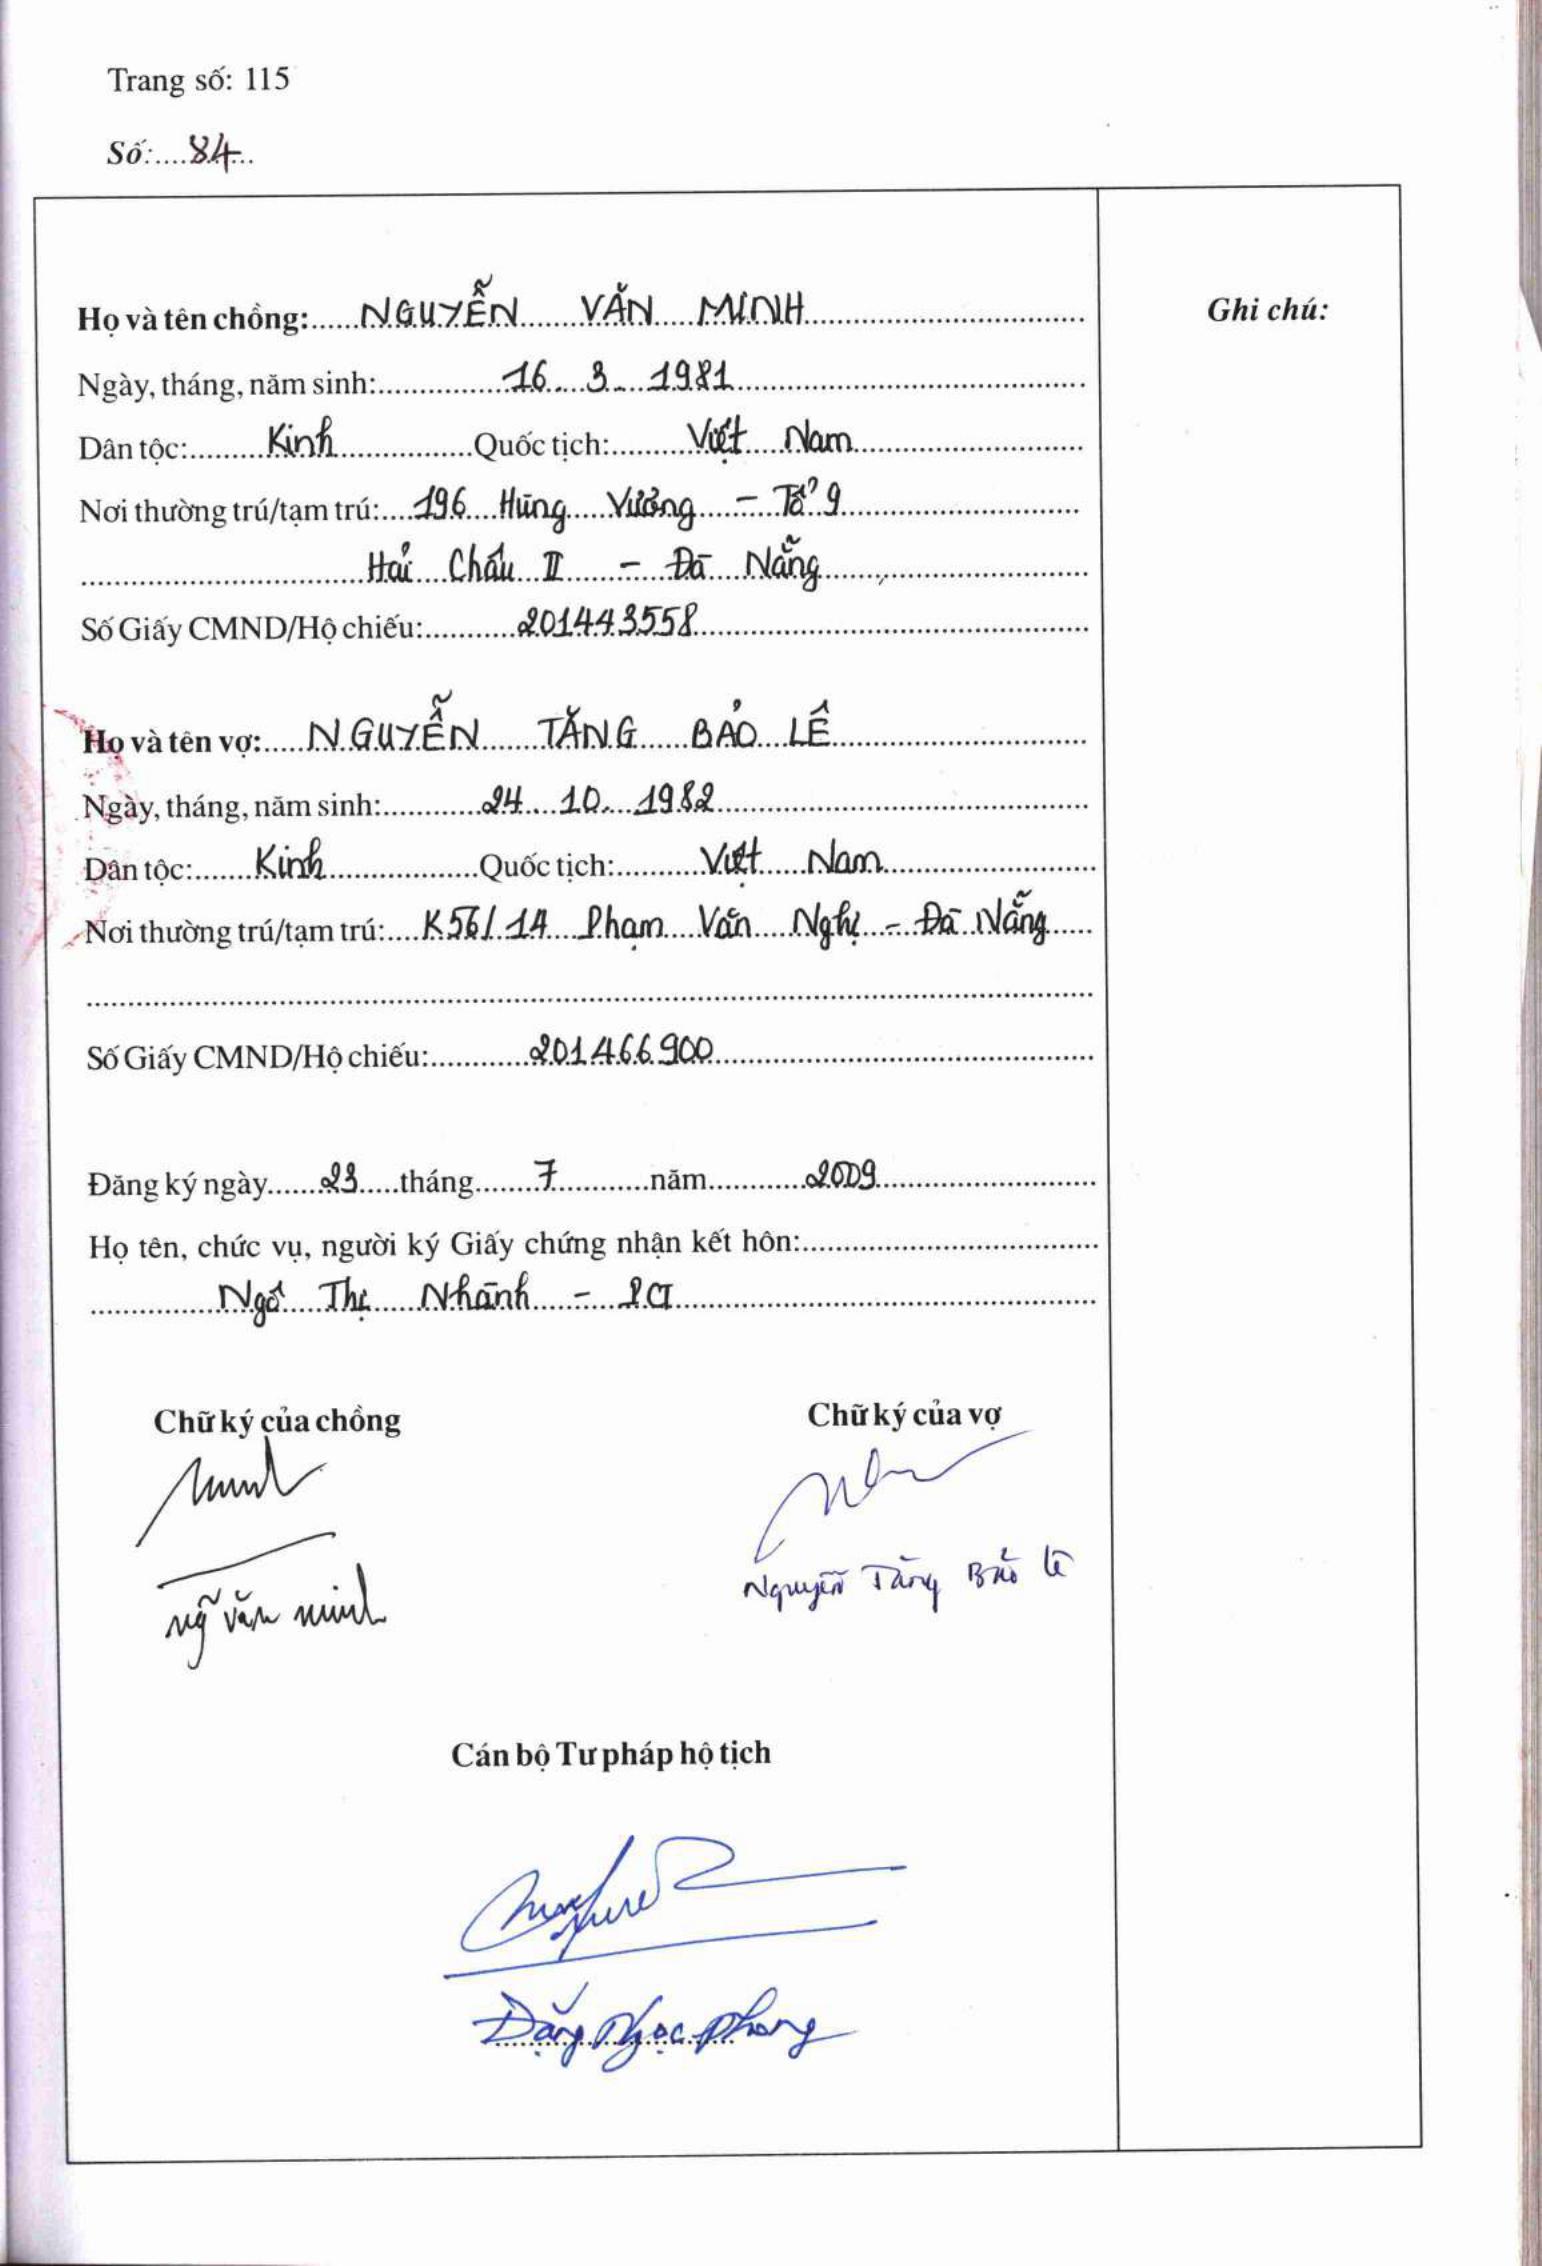 Trang số: 115
Số: 84
Họ và tên chồng: NGUYỄN VĂN MINH
Ghi chú:
Ngày, tháng, năm sinh: 16 3 1981
Dân tộc: Kinh Quốc tịch: Việt Nam
Nơi thường trú/tạm trú: 196 Hùng Vương - Tổ 9
Hải Châu II - Đà Nẵng
Số Giấy CMND/Hộ chiếu: 201443558
Họ và tên vợ: NGUYỄN TĂNG BẢO LÊ
Ngày, tháng, năm sinh: 24 10 1982
Dân tộc: Kinh Quốc tịch: Việt Nam
Nơi thường trú/tạm trú: K56/14 Phạm Văn Nghị - Đà Nẵng
Số Giấy CMND/Hộ chiếu: 201466900
Đăng ký ngày 23 tháng 7 năm 2009
Họ tên, chức vụ, người ký Giấy chứng nhận kết hôn:
Ngô Thị Nhành - PCT
Chữ ký của chồng Chữ ký của vợ
Minh
Nguyễn Tăng Bảo Lê
Ng~ Văn Minh
Cán bộ Tư pháp hộ tịch
Đặng Ngọc Phong